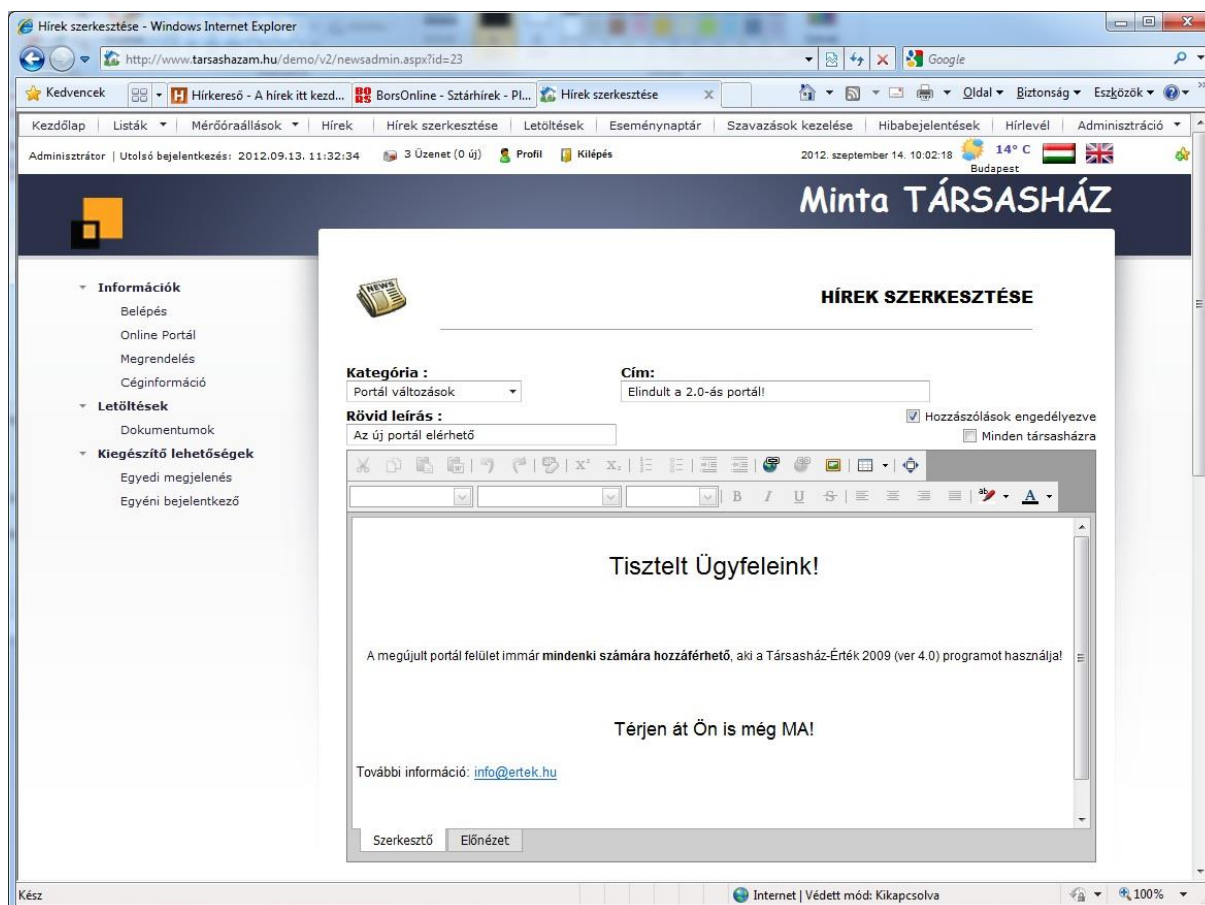 Hírek szerkesztése - Windows Internet Explorer
http://www.tarsashazam.hu/demo/v2/newsadmin.aspx?id=23
Google
Kedvencek
Hírkereső - A hírek itt kezd...
BorsOnline - Sztárhírek - Pl...
Hírek szerkesztése
X
Oldal
Biztonság
Eszközök
Kezdőlap | Listák | Mérőóraállások | Hírek | Hírek szerkesztése | Letöltések | Eseménynaptár | Szavazások kezelése | Hibabejelentések | Hírlevél | Adminisztráció
Adminisztrátor | Utolsó bejelentkezés: 2012.09.13. 11:32:34 3 Üzenet (0 új) Profil Kilépés 2012. szeptember 14. 10:02:18 14° C
Budapest
Minta TÁRSASHÁZ
Információk
Belépés
Online Portál
Megrendelés
Céginformáció
Letöltések
Dokumentumok
Kiegészítő lehetőségek
Egyedi megjelenés
Egyéni bejelentkező
NEWS
HÍREK SZERKESZTÉSE
Kategória : Cím:
Portál változások Elindult a 2.0-ás portál!
Rövid leírás : Hozzászólások engedélyezve
Az új portál elérhető Minden társasházra
B I U S A
Tisztelt Ügyfeleink!
A megújult portál felület immár mindenki számára hozzáférhető, aki a Társasház-Érték 2009 (ver 4.0) programot használja!
Térjen át Ön is még MA!
További információ: info@ertek.hu
Szerkesztő Előnézet
Kész Internet | Védett mód: Kikapcsolva 100%